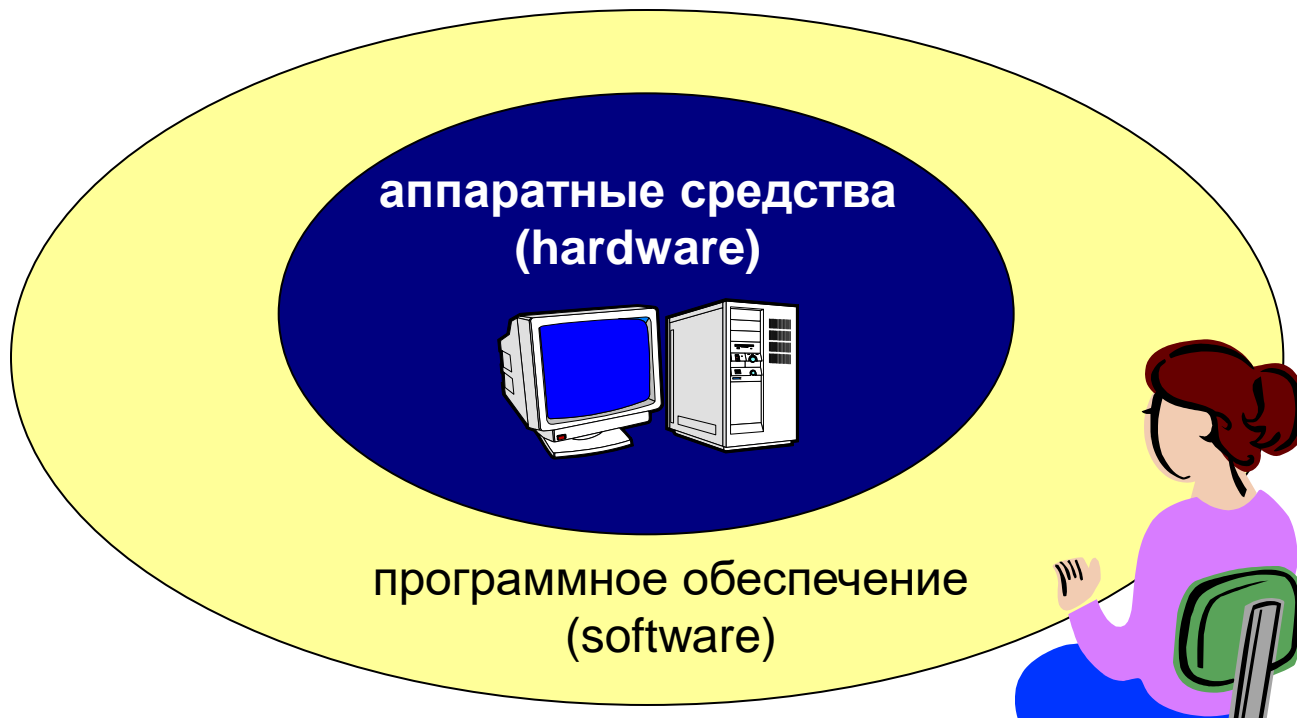 аппаратные средства
(hardware)
программное обеспечение
(software)